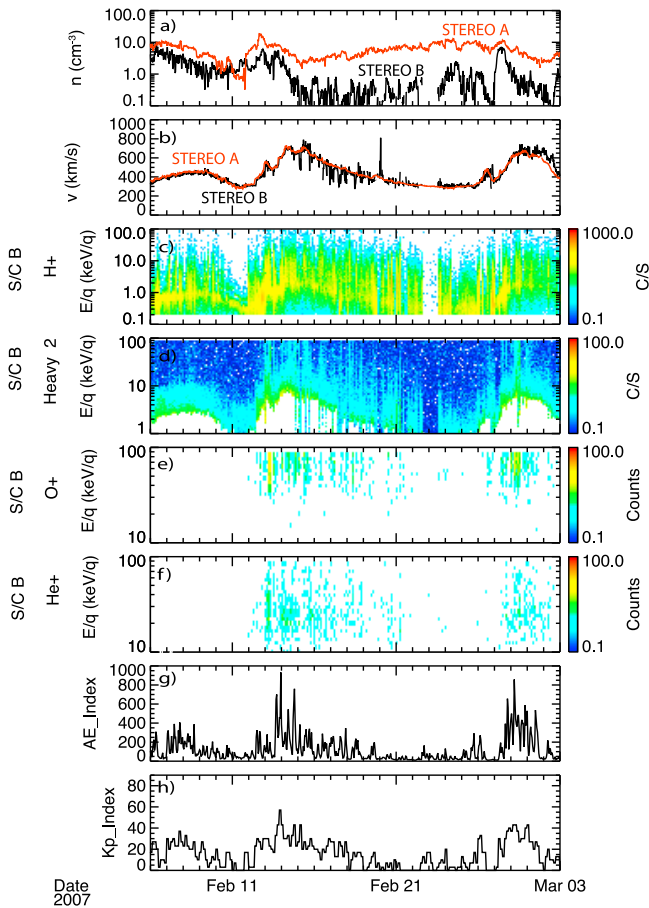 a)
n (cm-3)
100.0
10.0
1.0
0.1
STEREO A
STEREO B
b)
v (km/s)
1000
800
600
400
200
0
STEREO A
STEREO B
c)
S/C B
H+
E/q (keV/q)
100.0
10.0
1.0
0.1
1000.0
0.1
C/S
d)
S/C B
Heavy 2
E/q (keV/q)
100
10
1
100.0
0.1
C/S
e)
S/C B
O+
E/q (keV/q)
100
10
100.0
0.1
Counts
f)
S/C B
He+
E/q (keV/q)
100
10
100.0
0.1
Counts
g)
AE_Index
1000
800
600
400
200
0
h)
Kp_Index
80
60
40
20
0
Date
2007
Feb 11
Feb 21
Mar 03